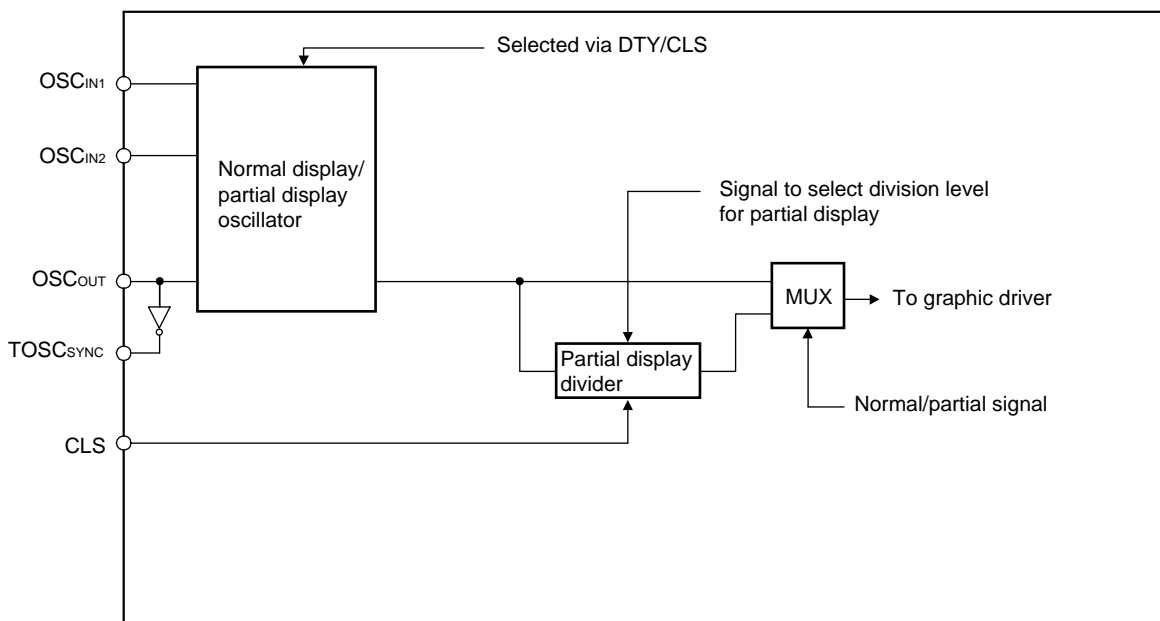 Selected via DTY/CLS
OSCIN1
OSCIN2
Normal display/
partial display
oscillator
Signal to select division level
for partial display
OSCOUT
MUX
To graphic driver
TOSCSYNC
Partial display
divider
Normal/partial signal
CLS